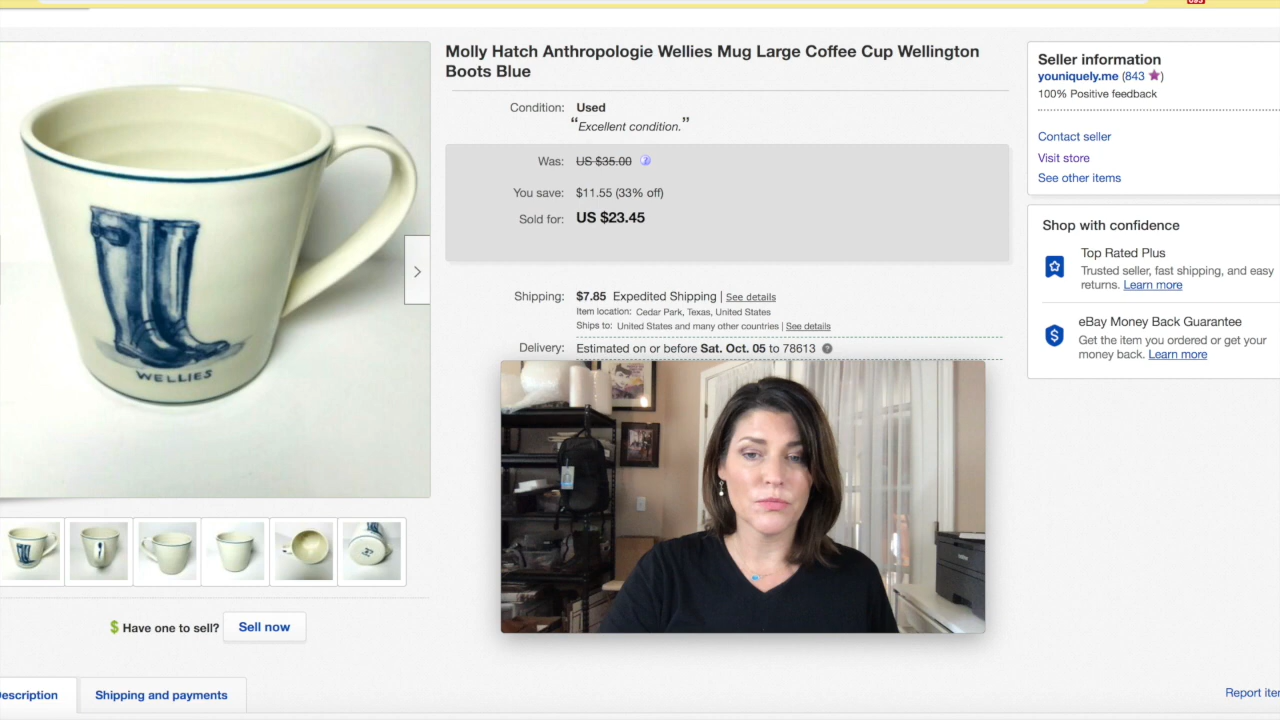 Molly Hatch Anthropologie Wellies Mug Large Coffee Cup Wellington
Boots Blue
Condition: Used
“Excellent condition.”
Was: US $35.00
You save: $11.55 (33% off)
Sold for: US $23.45
Shipping: $7.85 Expedited Shipping | See details
Item location: Cedar Park, Texas, United States
Ships to: United States and many other countries | See details
Delivery: Estimated on or before Sat. Oct. 05 to 78613
Seller information
youniquely.me (843)
100% Positive feedback
Contact seller
Visit store
See other items
Shop with confidence
Top Rated Plus
Trusted seller, fast shipping, and easy
returns. Learn more
eBay Money Back Guarantee
Get the item you ordered or get your
money back. Learn more
WELLIES
$ Have one to sell? Sell now
escription
Shipping and payments
Report iter